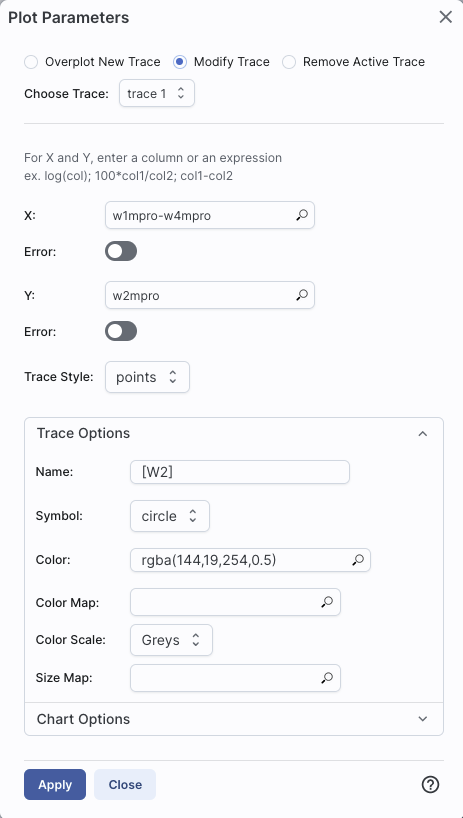 Plot Parameters
Overplot New Trace Modify Trace Remove Active Trace
Choose Trace: trace 1
For X and Y, enter a column or an expression
ex. log(col); 100*col1/col2; col1-col2
X: w1mpro-w4mpro
Error:
Y: w2mpro
Error:
Trace Style: points
Trace Options
Name: [W2]
Symbol: circle
Color: rgba(144,19,254,0.5)
Color Map:
Color Scale: Greys
Size Map:
Chart Options
Apply Close